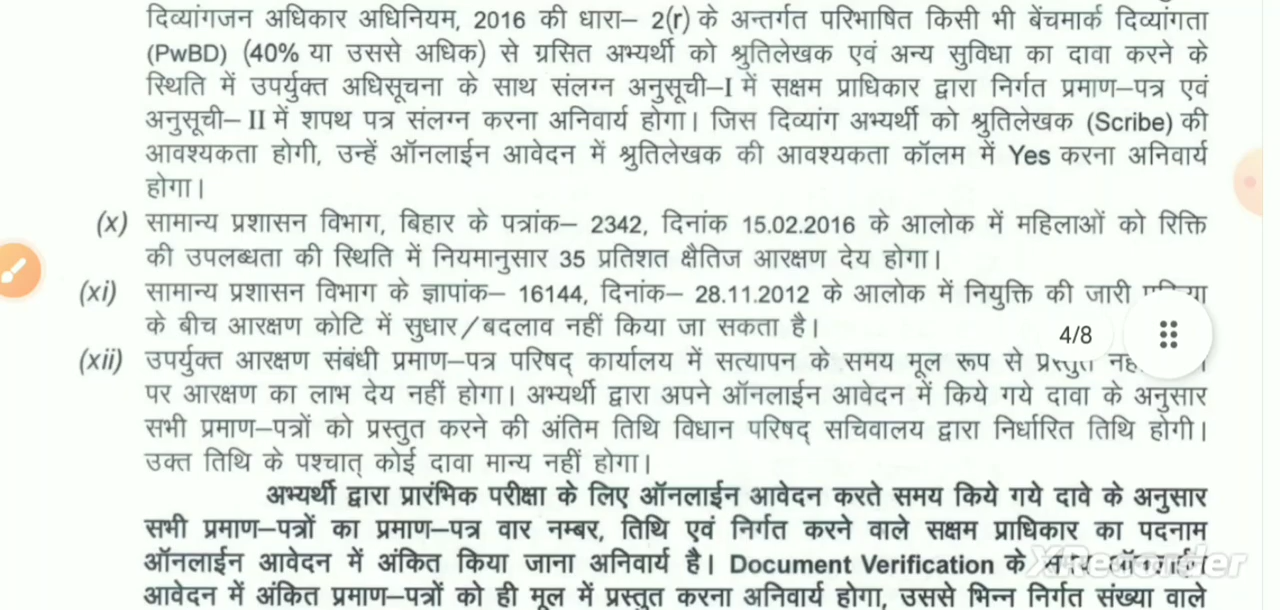 दिव्यांगजन अधिकार अधिनियम, 2016 की धारा– 2(r) के अन्तर्गत परिभाषित किसी भी बेंचमार्क दिव्यांगता
(PwBD) (40% या उससे अधिक) से ग्रसित अभ्यर्थी को श्रुतिलेखक एवं अन्य सुविधा का दावा करने के
स्थिति में उपर्युक्त अधिसूचना के साथ संलग्न अनुसूची–I में सक्षम प्राधिकार द्वारा निर्गत प्रमाण–पत्र एवं
अनुसूची– II में शपथ पत्र संलग्न करना अनिवार्य होगा। जिस दिव्यांग अभ्यर्थी को श्रुतिलेखक (Scribe) की
आवश्यकता होगी, उन्हें ऑनलाईन आवेदन में श्रुतिलेखक की आवश्यकता कॉलम में Yes करना अनिवार्य
होगा।
(x) सामान्य प्रशासन विभाग, बिहार के पत्रांक– 2342, दिनांक 15.02.2016 के आलोक में महिलाओं को रिक्ति
की उपलब्धता की स्थिति में नियमानुसार 35 प्रतिशत क्षैतिज आरक्षण देय होगा।
(xi) सामान्य प्रशासन विभाग के ज्ञापांक– 16144, दिनांक– 28.11.2012 के आलोक में नियुक्ति की जारी
के बीच आरक्षण कोटि में सुधार/बदलाव नहीं किया जा सकता है।
4/8
(xii) उपर्युक्त आरक्षण संबंधी प्रमाण–पत्र परिषद् कार्यालय में सत्यापन के समय मूल रूप से प्रस्तुत
पर आरक्षण का लाभ देय नहीं होगा। अभ्यर्थी द्वारा अपने ऑनलाईन आवेदन में किये गये दावा के अनुसार
सभी प्रमाण–पत्रों को प्रस्तुत करने की अंतिम तिथि विधान परिषद् सचिवालय द्वारा निर्धारित तिथि होगी।
उक्त तिथि के पश्चात् कोई दावा मान्य नहीं होगा।
अभ्यर्थी द्वारा प्रारंभिक परीक्षा के लिए ऑनलाईन आवेदन करते समय किये गये दावे के अनुसार
सभी प्रमाण–पत्रों का प्रमाण–पत्र वार नम्बर, तिथि एवं निर्गत करने वाले सक्षम प्राधिकार का पदनाम
ऑनलाईन आवेदन में अंकित किया जाना अनिवार्य है। Document Verification के
XRecorder
आवेदन में अंकित प्रमाण–पत्रों को ही मूल में प्रस्तुत करना अनिवार्य होगा, उससे भिन्न निर्गत संख्या वाले